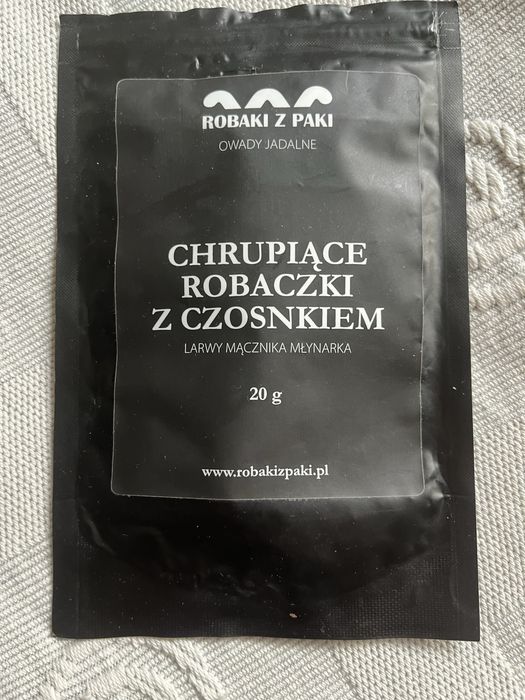 ROBAKI Z PAKI
OWADY JADALNE
CHRUPIĄCE
ROBACZKI
Z CZOSNKIEM
LARWY MĄCZNIKA MŁYNARKA
20 g
www.robakizpaki.pl